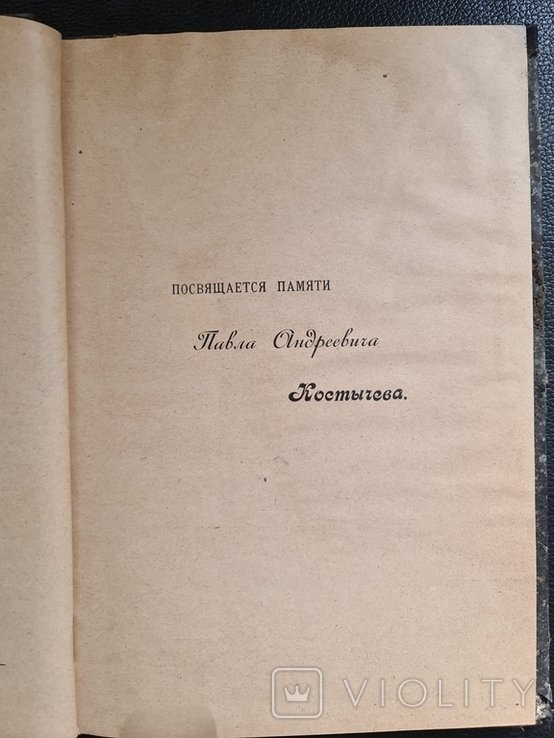 ПОСВЯЩАЕТСЯ ПАМЯТИ
Павла Андреевича
Костычева.
VIOLITY